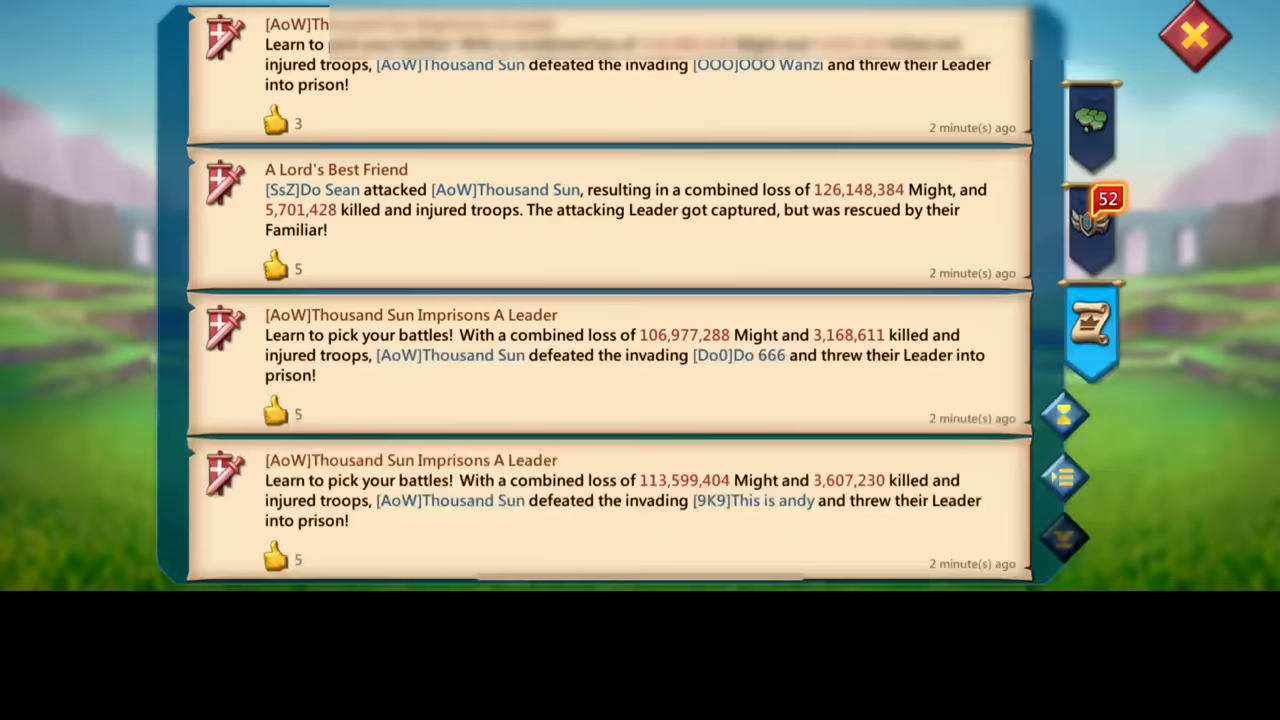 [AoW]Th
Learn to
injured troops, [AoW]Thousand Sun defeated the invading [OOO]OOO Wanzi and threw their Leader
into prison!
3
2 minute(s) ago
A Lord's Best Friend
[SsZ]Do Sean attacked [AoW]Thousand Sun, resulting in a combined loss of 126,148,384 Might, and
5,701,428 killed and injured troops. The attacking Leader got captured, but was rescued by their
Familiar!
5
2 minute(s) ago
[AoW]Thousand Sun Imprisons A Leader
Learn to pick your battles! With a combined loss of 106,977,288 Might and 3,168,611 killed and
injured troops, [AoW]Thousand Sun defeated the invading [Do0]Do 666 and threw their Leader into
prison!
5
2 minute(s) ago
[AoW]Thousand Sun Imprisons A Leader
Learn to pick your battles! With a combined loss of 113,599,404 Might and 3,607,230 killed and
injured troops, [AoW]Thousand Sun defeated the invading [9K9]This is andy and threw their Leader
into prison!
5
2 minute(s) ago
52